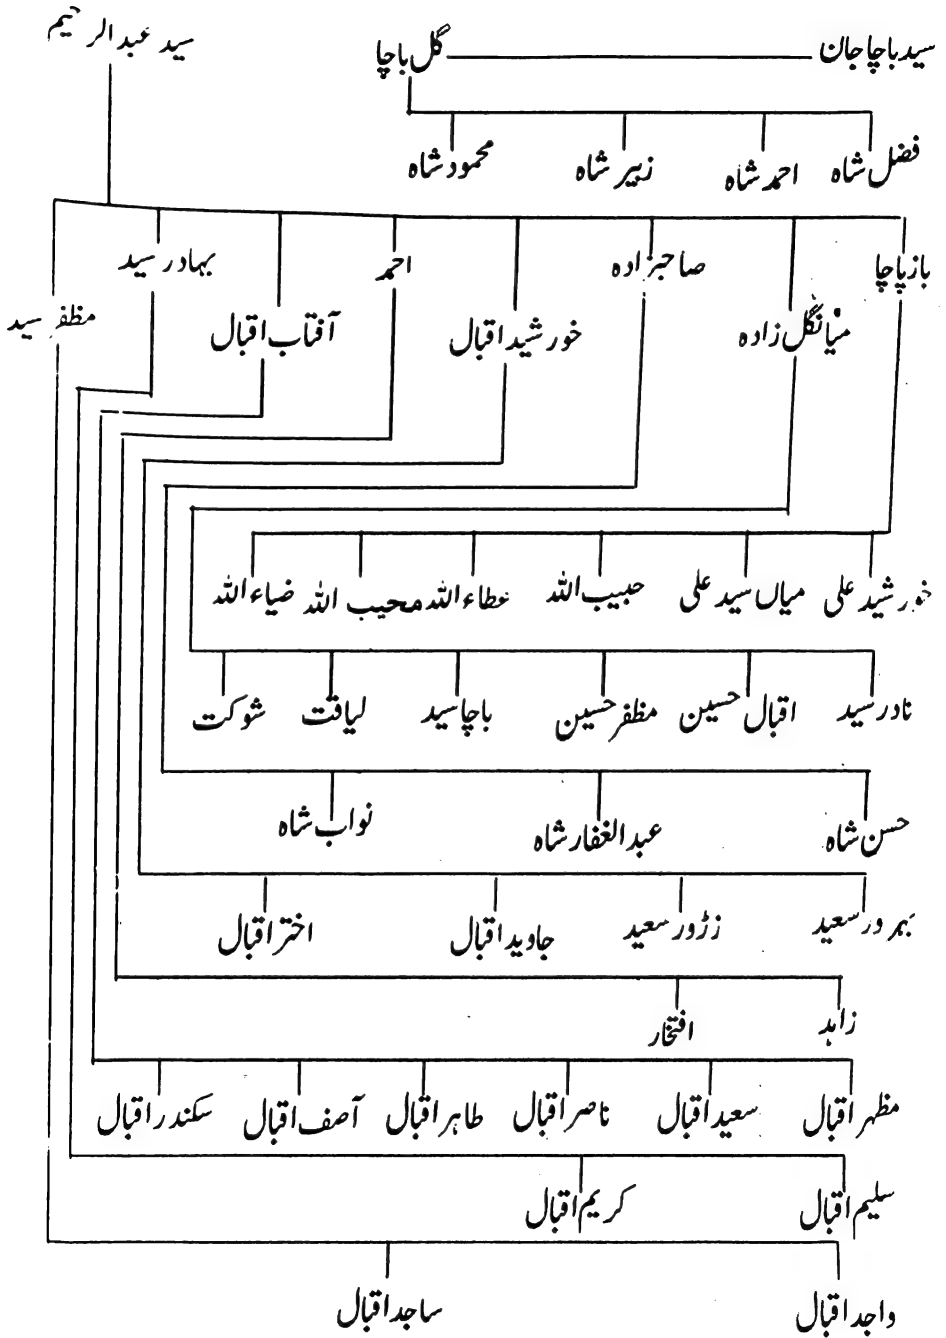 سید باچا جان گل باچا سید عبدالرحیم
فضل شاہ احمد شاہ زبیر شاہ محمود شاہ
باز پاچا صاحبزادہ احمد بہادر سید
میانگل زادہ خورشید اقبال آفتاب اقبال مظفر سید
خورشید علی میاں سید علی حبیب اللہ عطاء اللہ محیب اللہ ضیاء اللہ
نادر سید اقبال حسین مظفر حسین باچا سید لیاقت شوکت
حسن شاہ عبدالغفار شاہ نواب شاہ
بہرور سعید زڑور سعید جاوید اقبال اختر اقبال
زاہد افتخار
مظہر اقبال سعید اقبال ناصر اقبال طاہر اقبال آصف اقبال سکندر اقبال
سلیم اقبال کریم اقبال
واجد اقبال ساجد اقبال